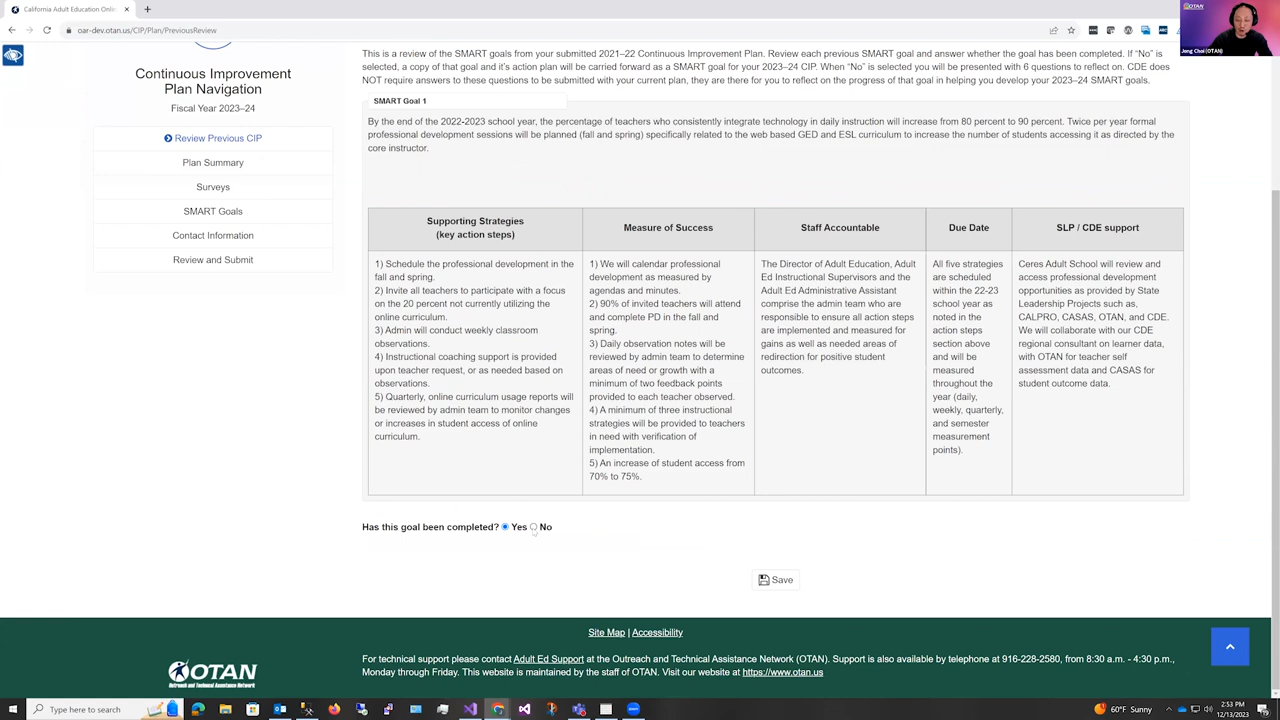 California Adult Education Onlin
oar-dev.otan.us/CIP/Plan/PreviousReview
OTAN
Jong Choi (OTAN)
Continuous Improvement
Plan Navigation
Fiscal Year 2023–24
Review Previous CIP
Plan Summary
Surveys
SMART Goals
Contact Information
Review and Submit
This is a review of the SMART goals from your submitted 2021–22 Continuous Improvement Plan. Review each previous SMART goal and answer whether the goal has been completed. If “No” is
selected, a copy of that goal and it's action plan will be carried forward as a SMART goal for your 2023–24 CIP. When “No” is selected you will be presented with 6 questions to reflect on. CDE does
NOT require answers to these questions to be submitted with your current plan, they are there for you to reflect on the progress of that goal in helping you develop your 2023–24 SMART goals.
SMART Goal 1
By the end of the 2022-2023 school year, the percentage of teachers who consistently integrate technology in daily instruction will increase from 80 percent to 90 percent. Twice per year formal
professional development sessions will be planned (fall and spring) specifically related to the web based GED and ESL curriculum to increase the number of students accessing it as directed by the
core instructor.
Supporting Strategies
(key action steps)
Measure of Success
Staff Accountable
Due Date
SLP / CDE support
1) Schedule the professional development in the
fall and spring.
2) Invite all teachers to participate with a focus
on the 20 percent not currently utilizing the
online curriculum.
3) Admin will conduct weekly classroom
observations.
4) Instructional coaching support is provided
upon teacher request, or as needed based on
observations.
5) Quarterly, online curriculum usage reports will
be reviewed by admin team to monitor changes
or increases in student access of online
curriculum.
1) We will calendar professional
development as measured by
agendas and minutes.
2) 90% of invited teachers will attend
and complete PD in the fall and
spring.
3) Daily observation notes will be
reviewed by admin team to determine
areas of need or growth with a
minimum of two feedback points
provided to each teacher observed.
4) A minimum of three instructional
strategies will be provided to teachers
in need with verification of
implementation.
5) An increase of student access from
70% to 75%.
The Director of Adult Education, Adult
Ed Instructional Supervisors and the
Adult Ed Administrative Assistant
comprise the admin team who are
responsible to ensure all action steps
are implemented and measured for
gains as well as needed areas of
redirection for positive student
outcomes.
All five strategies
are scheduled
within the 22-23
school year as
noted in the
action steps
section above
and will be
measured
throughout the
year (daily,
weekly, quarterly,
and semester
measurement
points).
Ceres Adult School will review and
access professional development
opportunities as provided by State
Leadership Projects such as,
CALPRO, CASAS, OTAN, and CDE.
We will collaborate with our CDE
regional consultant on learner data,
with OTAN for teacher self
assessment data and CASAS for
student outcome data.
Has this goal been completed? Yes No
Save
Site Map | Accessibility
OTAN
Outreach and Technical Assistance Network
For technical support please contact Adult Ed Support at the Outreach and Technical Assistance Network (OTAN). Support is also available by telephone at 916-228-2580, from 8:30 a.m. - 4:30 p.m.,
Monday through Friday. This website is maintained by the staff of OTAN. Visit our website at https://www.otan.us
Type here to search
60°F Sunny
2:53 PM
12/13/2023